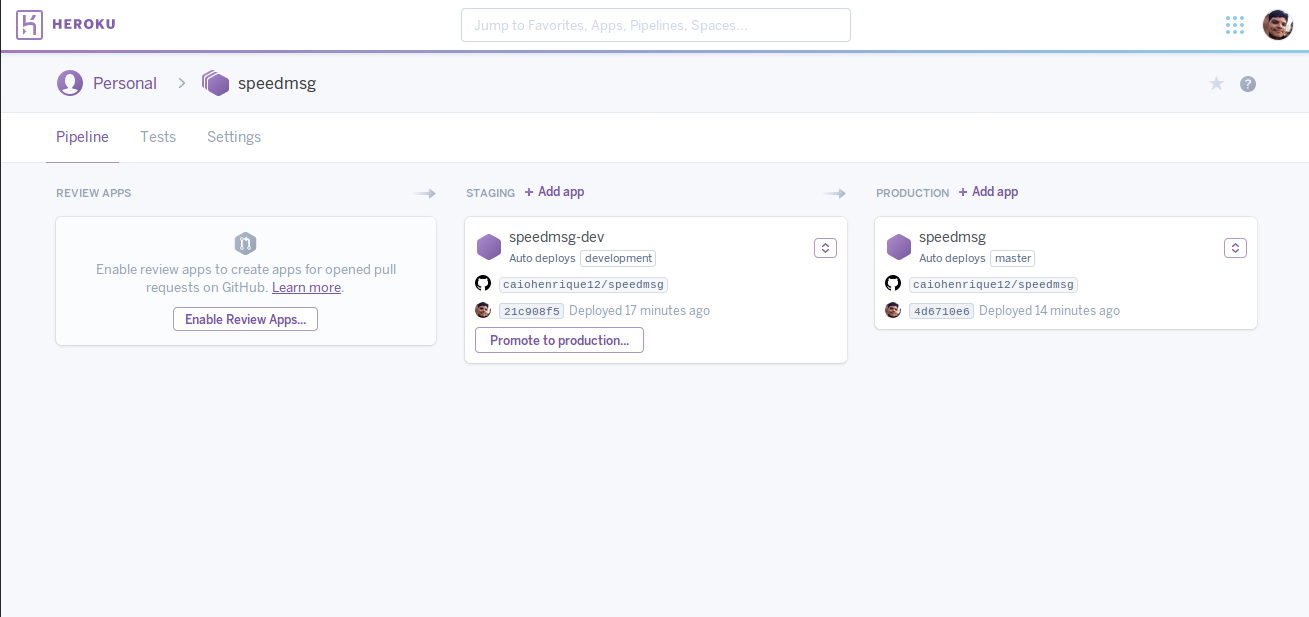 HEROKU
Jump to Favorites, Apps, Pipelines, Spaces...
Personal > speedmsg
?
Pipeline Tests Settings
REVIEW APPS
Enable review apps to create apps for opened pull
requests on GitHub. Learn more.
Enable Review Apps...
STAGING + Add app
speedmsg-dev
Auto deploys development
caiohenrique12/speedmsg
21c908f5 Deployed 17 minutes ago
Promote to production...
PRODUCTION + Add app
speedmsg
Auto deploys master
caiohenrique12/speedmsg
4d6710e6 Deployed 14 minutes ago